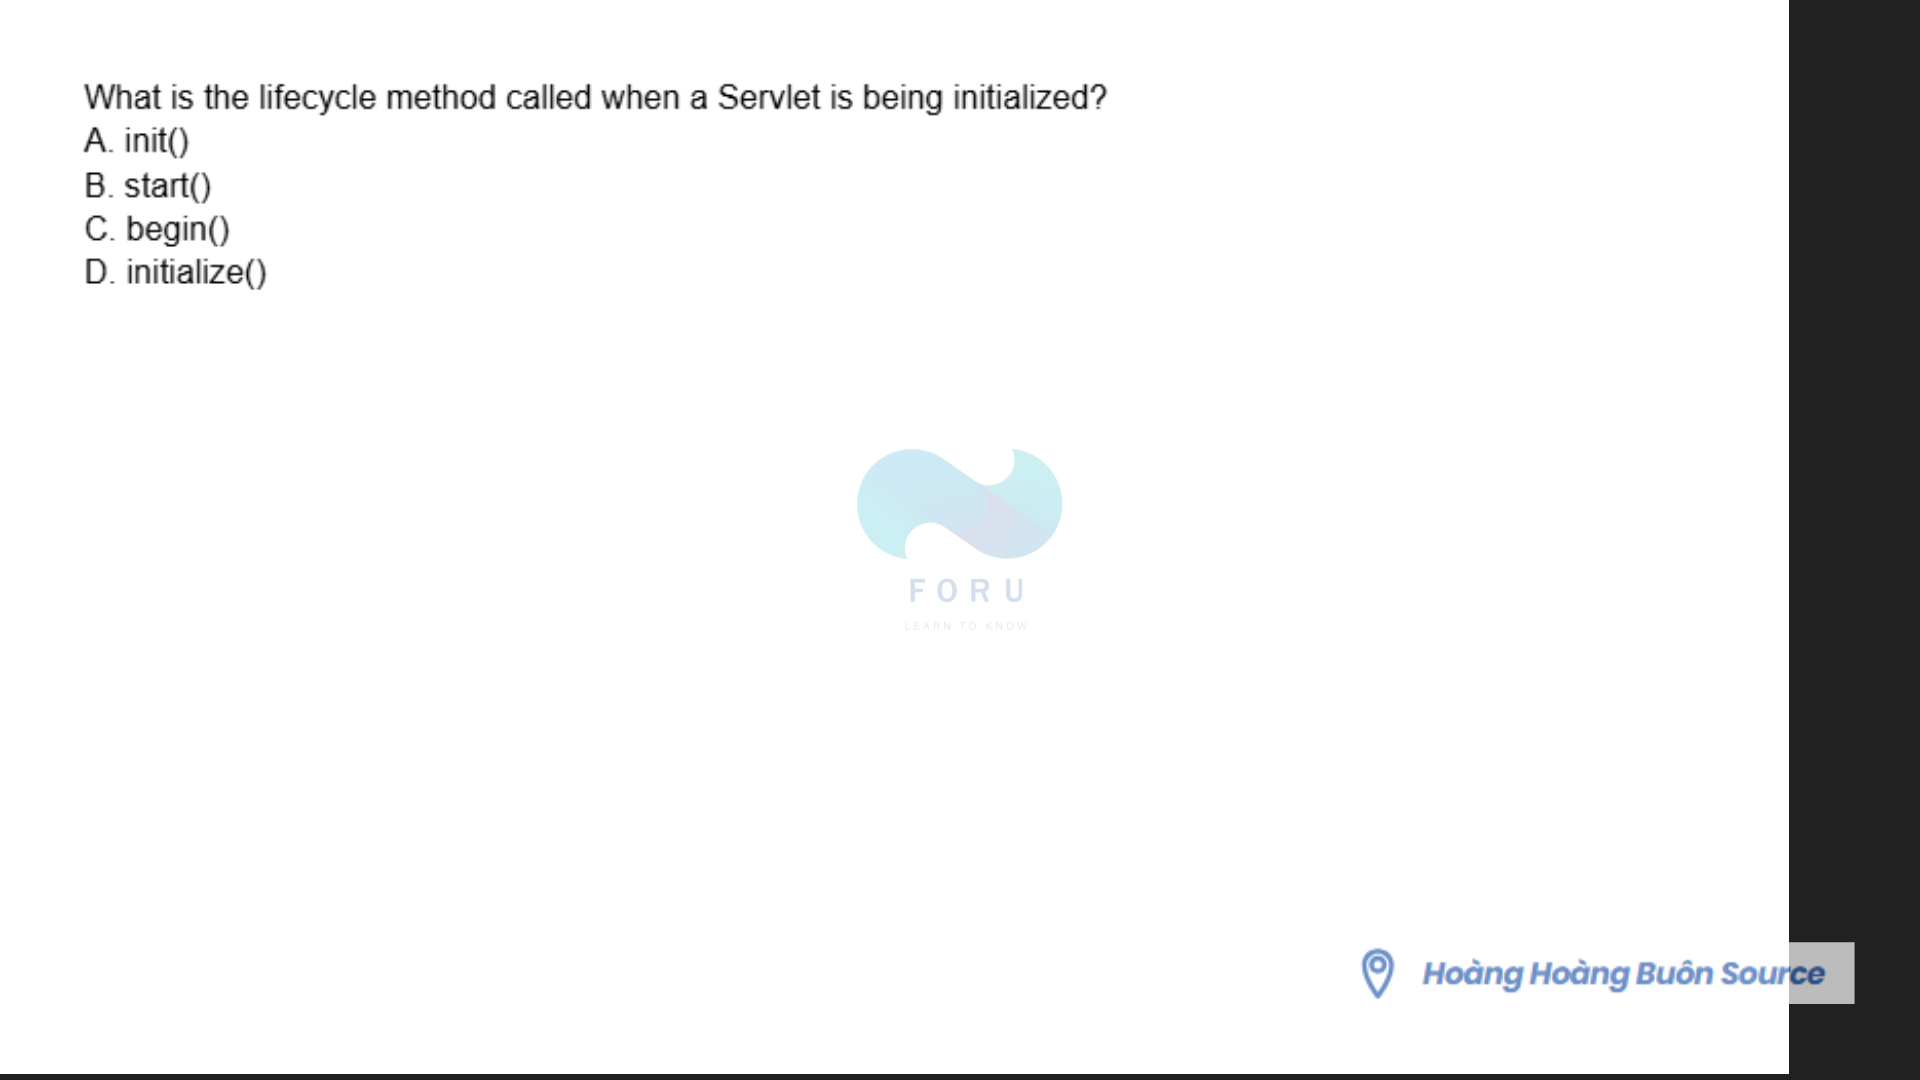 What is the lifecycle method called when a Servlet is being initialized?
A. init()
B. start()
C. begin()
D. initialize()
FORU
LEARN TO KNOW
Hoàng Hoàng Buôn Source